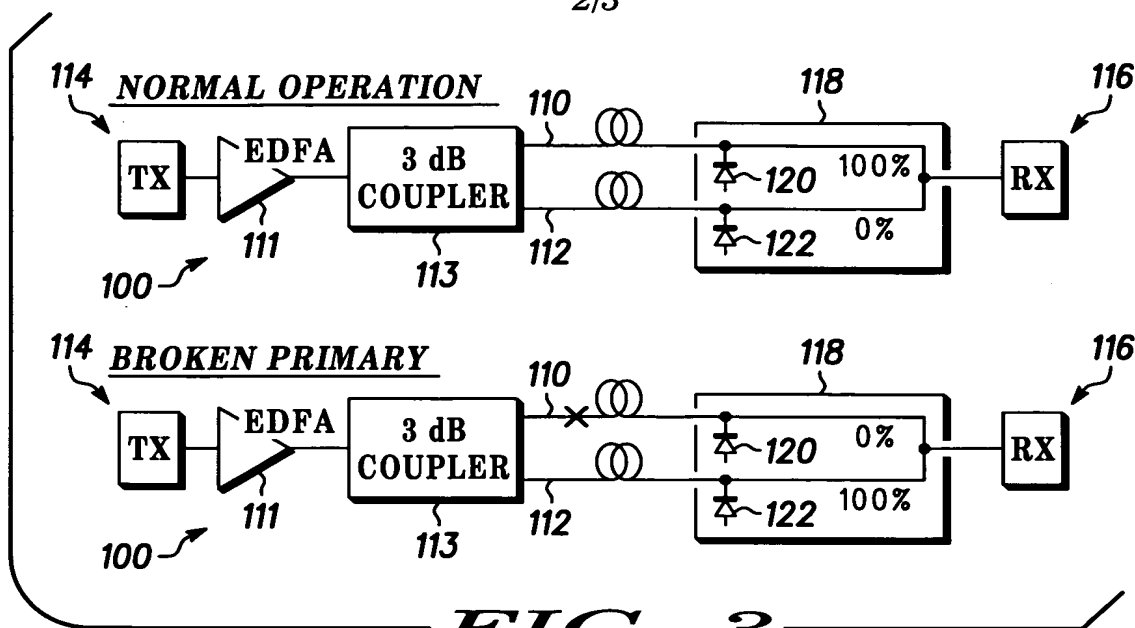 2/3
114 NORMAL OPERATION 110 118 116
TX EDFA 3 dB COUPLER 120 100% RX
122 0%
111 113 112
100
114 BROKEN PRIMARY 110 118 116
TX EDFA 3 dB COUPLER 120 0% RX
122 100%
111 113 112
100
FIG. 3